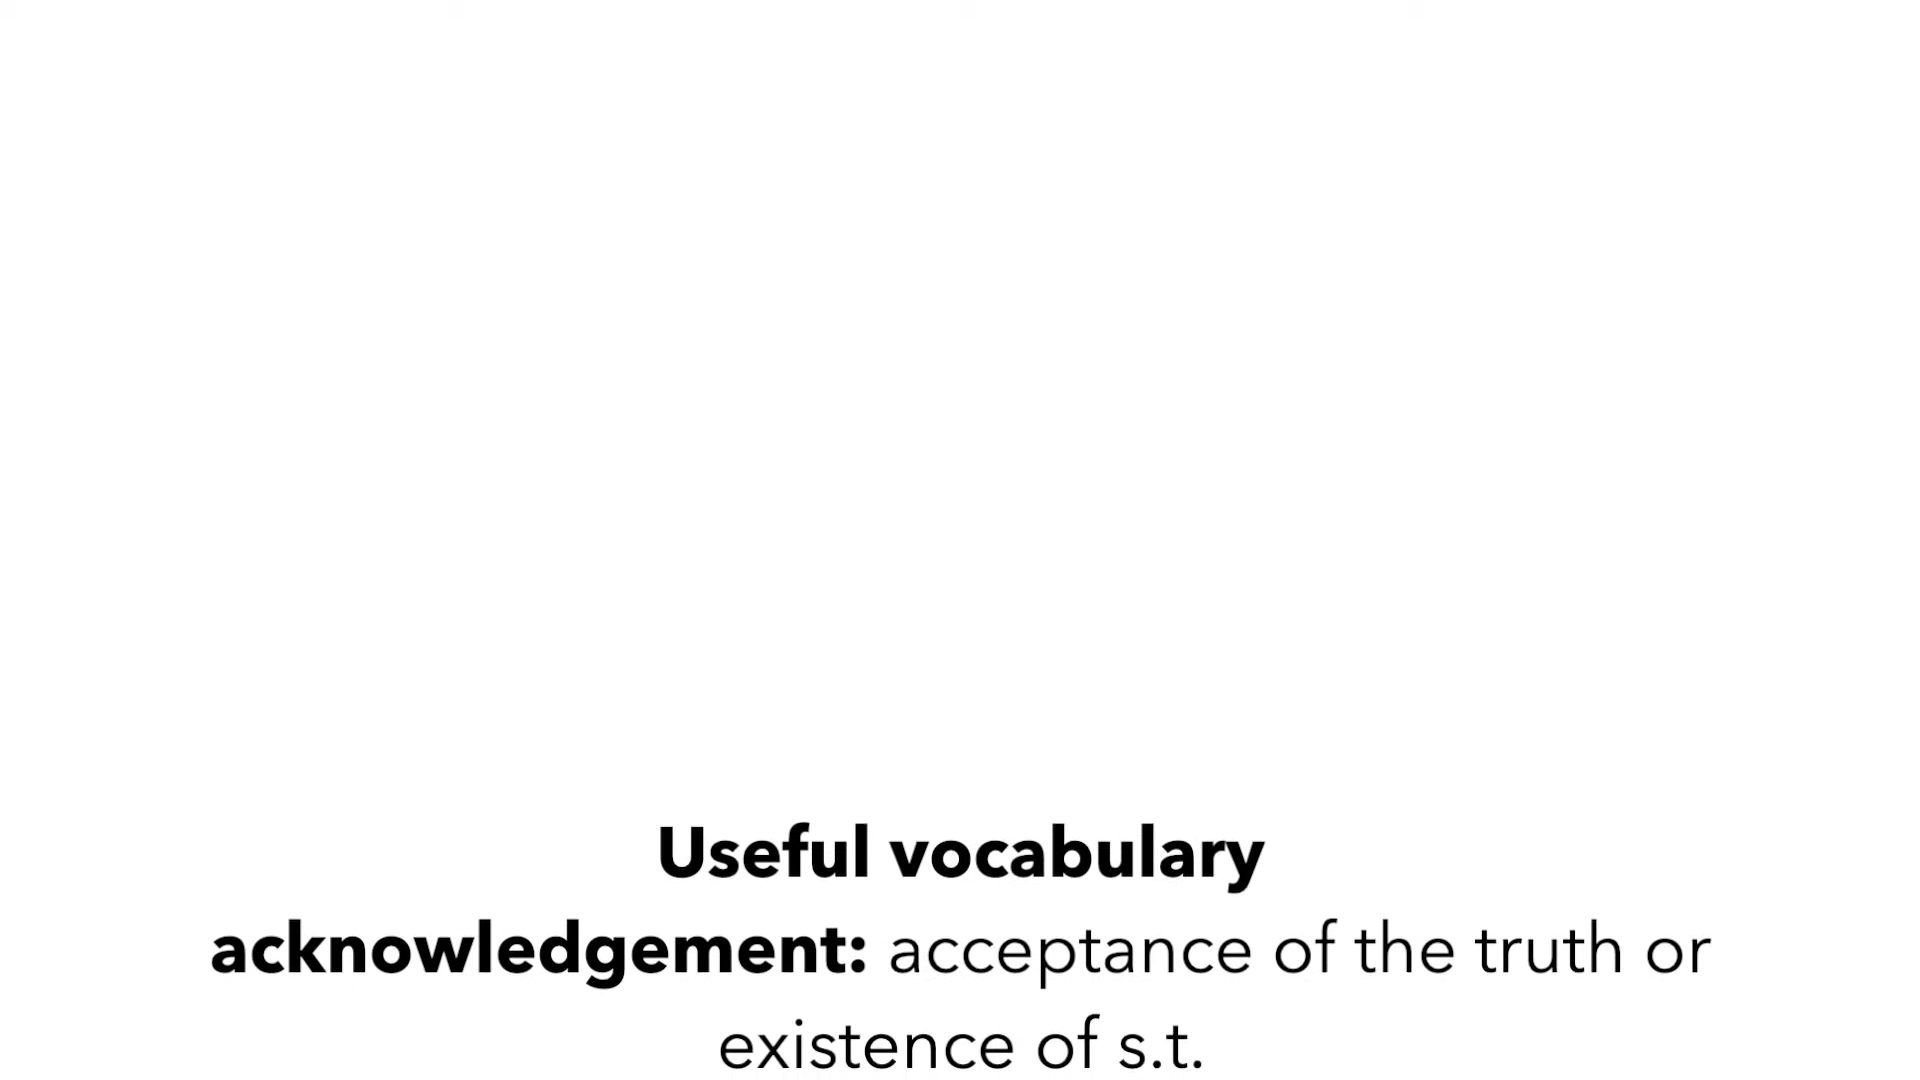 Useful vocabulary
acknowledgement: acceptance of the truth or
existence of s.t.